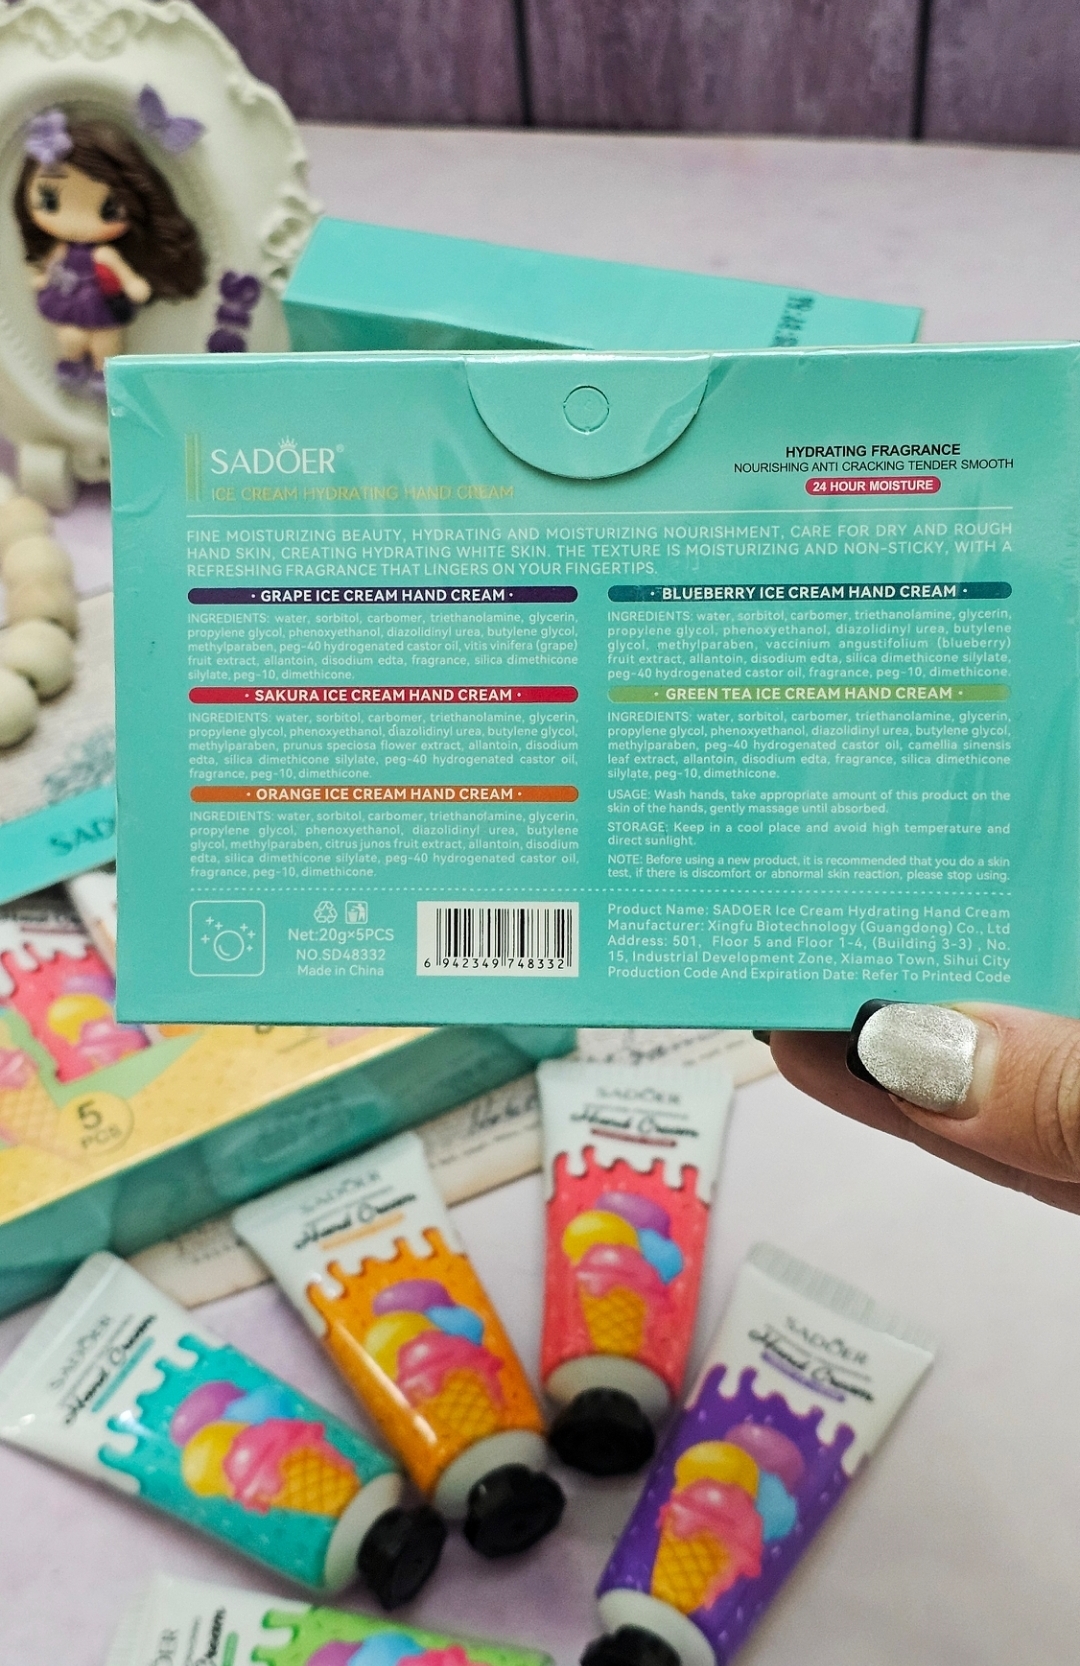 SADOER®
ICE CREAM HYDRATING HAND CREAM
HYDRATING FRAGRANCE
NOURISHING ANTI CRACKING TENDER SMOOTH
24 HOUR MOISTURE
FINE MOISTURIZING BEAUTY, HYDRATING AND MOISTURIZING NOURISHMENT, CARE FOR DRY AND ROUGH
HAND SKIN, CREATING HYDRATING WHITE SKIN. THE TEXTURE IS MOISTURIZING AND NON-STICKY, WITH A
REFRESHING FRAGRANCE THAT LINGERS ON YOUR FINGERTIPS.
· GRAPE ICE CREAM HAND CREAM ·
INGREDIENTS: water, sorbitol, carbomer, triethanolamine, glycerin,
propylene glycol, phenoxyethanol, diazolidinyl urea, butylene glycol,
methylparaben, peg-40 hydrogenated castor oil, vitis vinifera (grape)
fruit extract, allantoin, disodium edta, fragrance, silica dimethicone
silylate, peg-10, dimethicone.
· SAKURA ICE CREAM HAND CREAM ·
INGREDIENTS: water, sorbitol, carbomer, triethanolamine, glycerin,
propylene glycol, phenoxyethanol, diazolidinyl urea, butylene glycol,
methylparaben, prunus speciosa flower extract, allantoin, disodium
edta, silica dimethicone silylate, peg-40 hydrogenated castor oil,
fragrance, peg-10, dimethicone.
· ORANGE ICE CREAM HAND CREAM ·
INGREDIENTS: water, sorbitol, carbomer, triethanolamine, glycerin,
propylene glycol, phenoxyethanol, diazolidinyl urea, butylene
glycol, methylparaben, citrus junos fruit extract, allantoin, disodium
edta, silica dimethicone silylate, peg-40 hydrogenated castor oil,
fragrance, peg-10, dimethicone.
· BLUEBERRY ICE CREAM HAND CREAM ·
INGREDIENTS: water, sorbitol, carbomer, triethanolamine, glycerin,
propylene glycol, phenoxyethanol, diazolidinyl urea, butylene
glycol, methylparaben, vaccinium angustifolium (blueberry)
fruit extract, allantoin, disodium edta, silica dimethicone silylate,
peg-40 hydrogenated castor oil, fragrance, peg-10, dimethicone.
· GREEN TEA ICE CREAM HAND CREAM ·
INGREDIENTS: water, sorbitol, carbomer, triethanolamine, glycerin,
propylene glycol, phenoxyethanol, diazolidinyl urea, butylene glycol,
methylparaben, peg-40 hydrogenated castor oil, camellia sinensis
leaf extract, allantoin, disodium edta, fragrance, silica dimethicone
silylate, peg-10, dimethicone.
USAGE: Wash hands, take appropriate amount of this product on the
skin of the hands, gently massage until absorbed.
STORAGE: Keep in a cool place and avoid high temperature and
direct sunlight.
NOTE: Before using a new product, it is recommended that you do a skin
test, if there is discomfort or abnormal skin reaction, please stop using.
Net:20g×5PCS
NO.SD48332
Made in China
6 942349 748332
Product Name: SADOER Ice Cream Hydrating Hand Cream
Manufacturer: Xingfu Biotechnology (Guangdong) Co., Ltd
Address: 501, Floor 5 and Floor 1-4, (Building 3-3) , No.
15, Industrial Development Zone, Xiamao Town, Sihui City
Production Code And Expiration Date: Refer To Printed Code
SAD
5
PCS
SADOER
Hand Cream
SADOER
Hand Cream
SADOER
Hand Cream
SADOER
Hand Cream
Cream